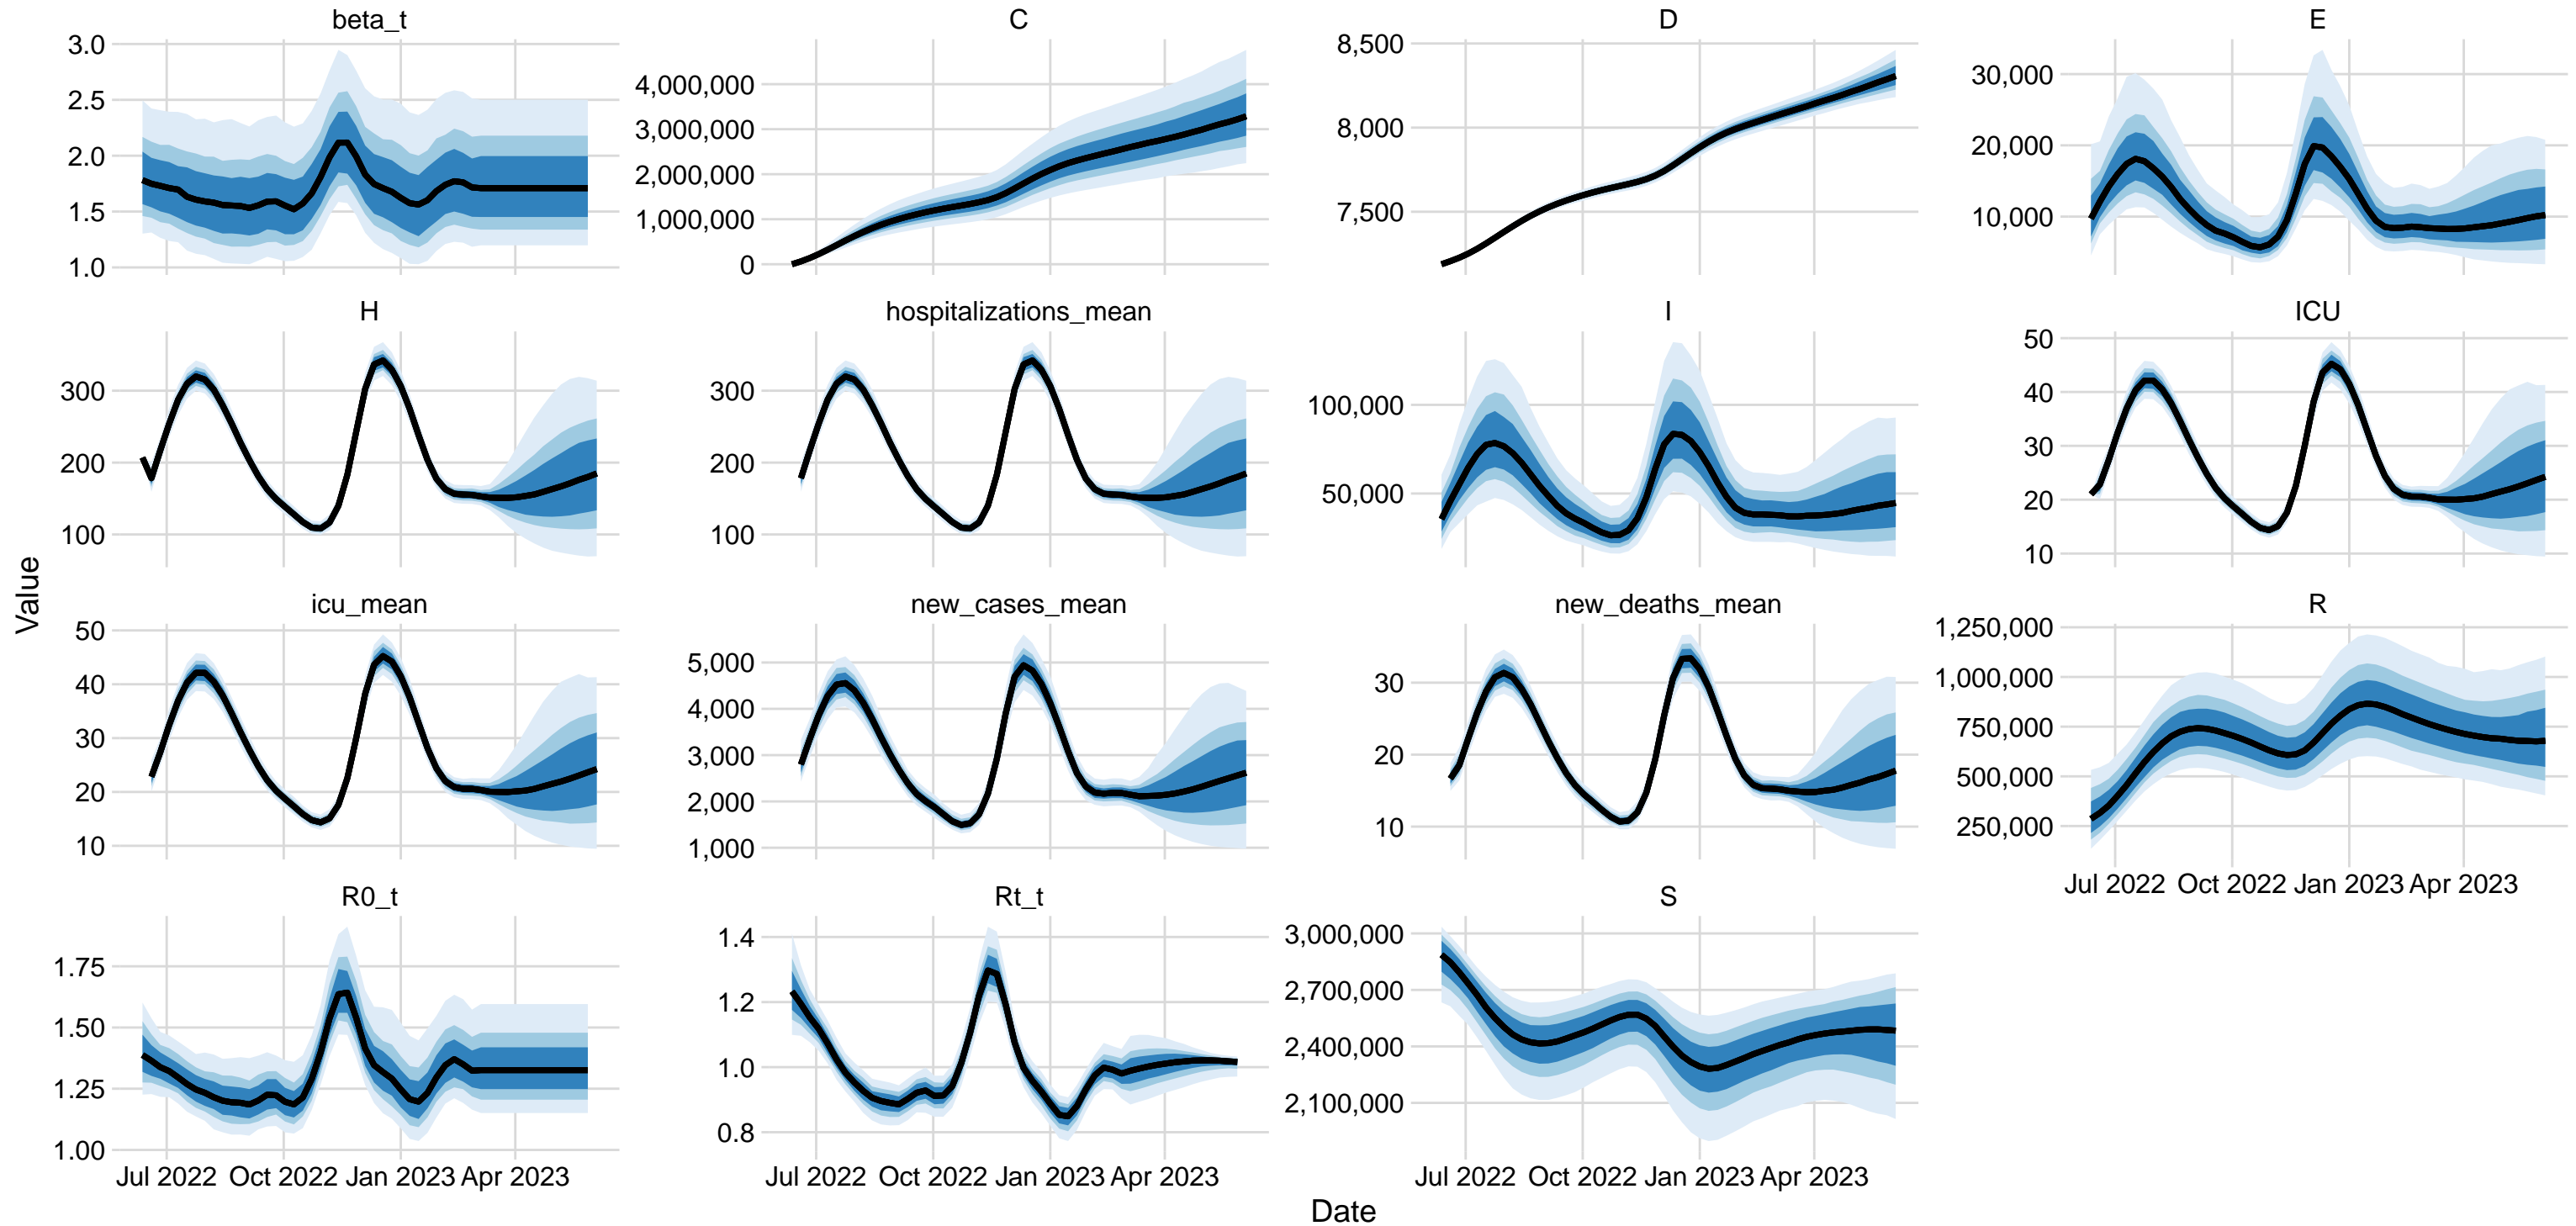 beta_t
C
D
E
3.0
2.5
2.0
1.5
1.0
4,000,000
3,000,000
2,000,000
1,000,000
0
8,500
8,000
7,500
30,000
20,000
10,000
H
hospitalizations_mean
I
ICU
300
200
100
300
200
100
100,000
50,000
50
40
30
20
10
Value
icu_mean
new_cases_mean
new_deaths_mean
R
50
40
30
20
10
5,000
4,000
3,000
2,000
1,000
30
20
10
1,250,000
1,000,000
750,000
500,000
250,000
Jul 2022 Oct 2022 Jan 2023 Apr 2023
R0_t
Rt_t
S
1.75
1.50
1.25
1.00
1.4
1.2
1.0
0.8
3,000,000
2,700,000
2,400,000
2,100,000
Jul 2022 Oct 2022 Jan 2023 Apr 2023
Jul 2022 Oct 2022 Jan 2023 Apr 2023
Jul 2022 Oct 2022 Jan 2023 Apr 2023
Date